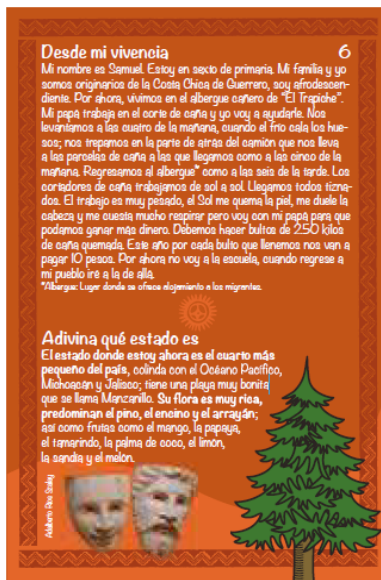 Desde mi vivencia 6
Mi nombre es Samuel. Estoy en sexto de primaria. Mi familia y yo
somos originarios de la Costa Chica de Guerrero, soy afrodescen-
diente. Por ahora, vivimos en el albergue cañero de “El Trapiche”.
Mi papá trabaja en el corte de caña y yo voy a ayudarle. Nos
levantamos a las cuatro de la mañana, cuando el frío cala los hue-
sos; nos trepamos en la parte de atrás del camión que nos lleva
a las parcelas de caña a las que llegamos como a las cinco de la
mañana. Regresamos al albergue* como a las seis de la tarde. Los
cortadores de caña trabajamos de sol a sol. Llegamos todos tizna-
dos. El trabajo es muy pesado, el Sol me quema la piel, me duele la
cabeza y me cuesta mucho respirar pero voy con mi papá para que
podamos ganar más dinero. Debemos hacer bultos de 250 kilos
de caña quemada. Este año por cada bulto que llenemos nos van a
pagar 10 pesos. Por ahora no voy a la escuela, cuando regrese a
mi pueblo iré a la de allá.
*Albergue: Lugar donde se ofrece alojamiento a los migrantes.
Adivina qué estado es
El estado donde estoy ahora es el cuarto más
pequeño del país, colinda con el Océano Pacífico,
Michoacán y Jalisco; tiene una playa muy bonita
que se llama Manzanillo. Su flora es muy rica,
predominan el pino, el encino y el arrayán;
así como frutas como el mango, la papaya,
el tamarindo, la palma de coco, el limón,
la sandía y el melón.
Adalberto Ríos Szalay